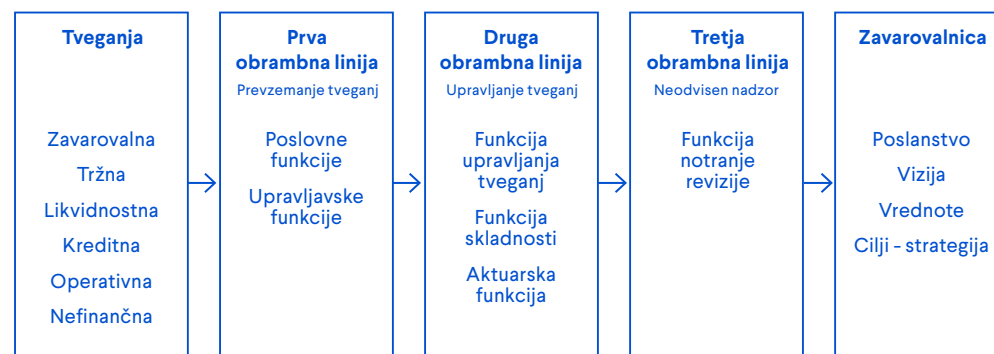 Tveganja
Zavarovalna
Tržna
Likvidnostna
Kreditna
Operativna
Nefinančna
Prva
obrambna linija
Prevzemanje tveganj
Poslovne
funkcije
Upravljavske
funkcije
Druga
obrambna linija
Upravljanje tveganj
Funkcija
upravljanja
tveganj
Funkcija
skladnosti
Aktuarska
funkcija
Tretja
obrambna linija
Neodvisen nadzor
Funkcija
notranje
revizije
Zavarovalnica
Poslanstvo
Vizija
Vrednote
Cilji - strategija